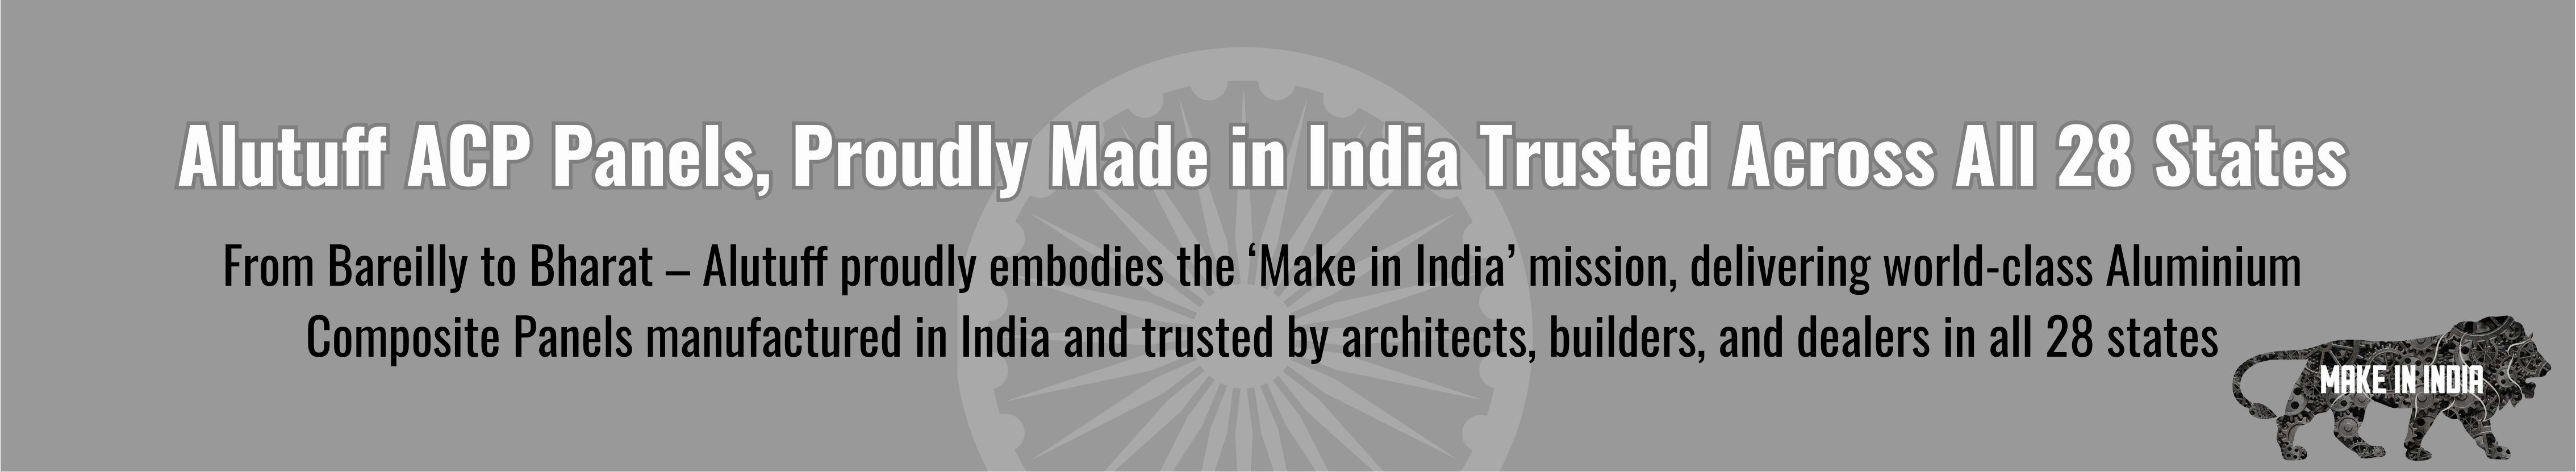 Alutuff ACP Panels, Proudly Made in India Trusted Across All 28 States
From Bareilly to Bharat – Alutuff proudly embodies the ‘Make in India’ mission, delivering world-class Aluminium
Composite Panels manufactured in India and trusted by architects, builders, and dealers in all 28 states
MAKE IN INDIA